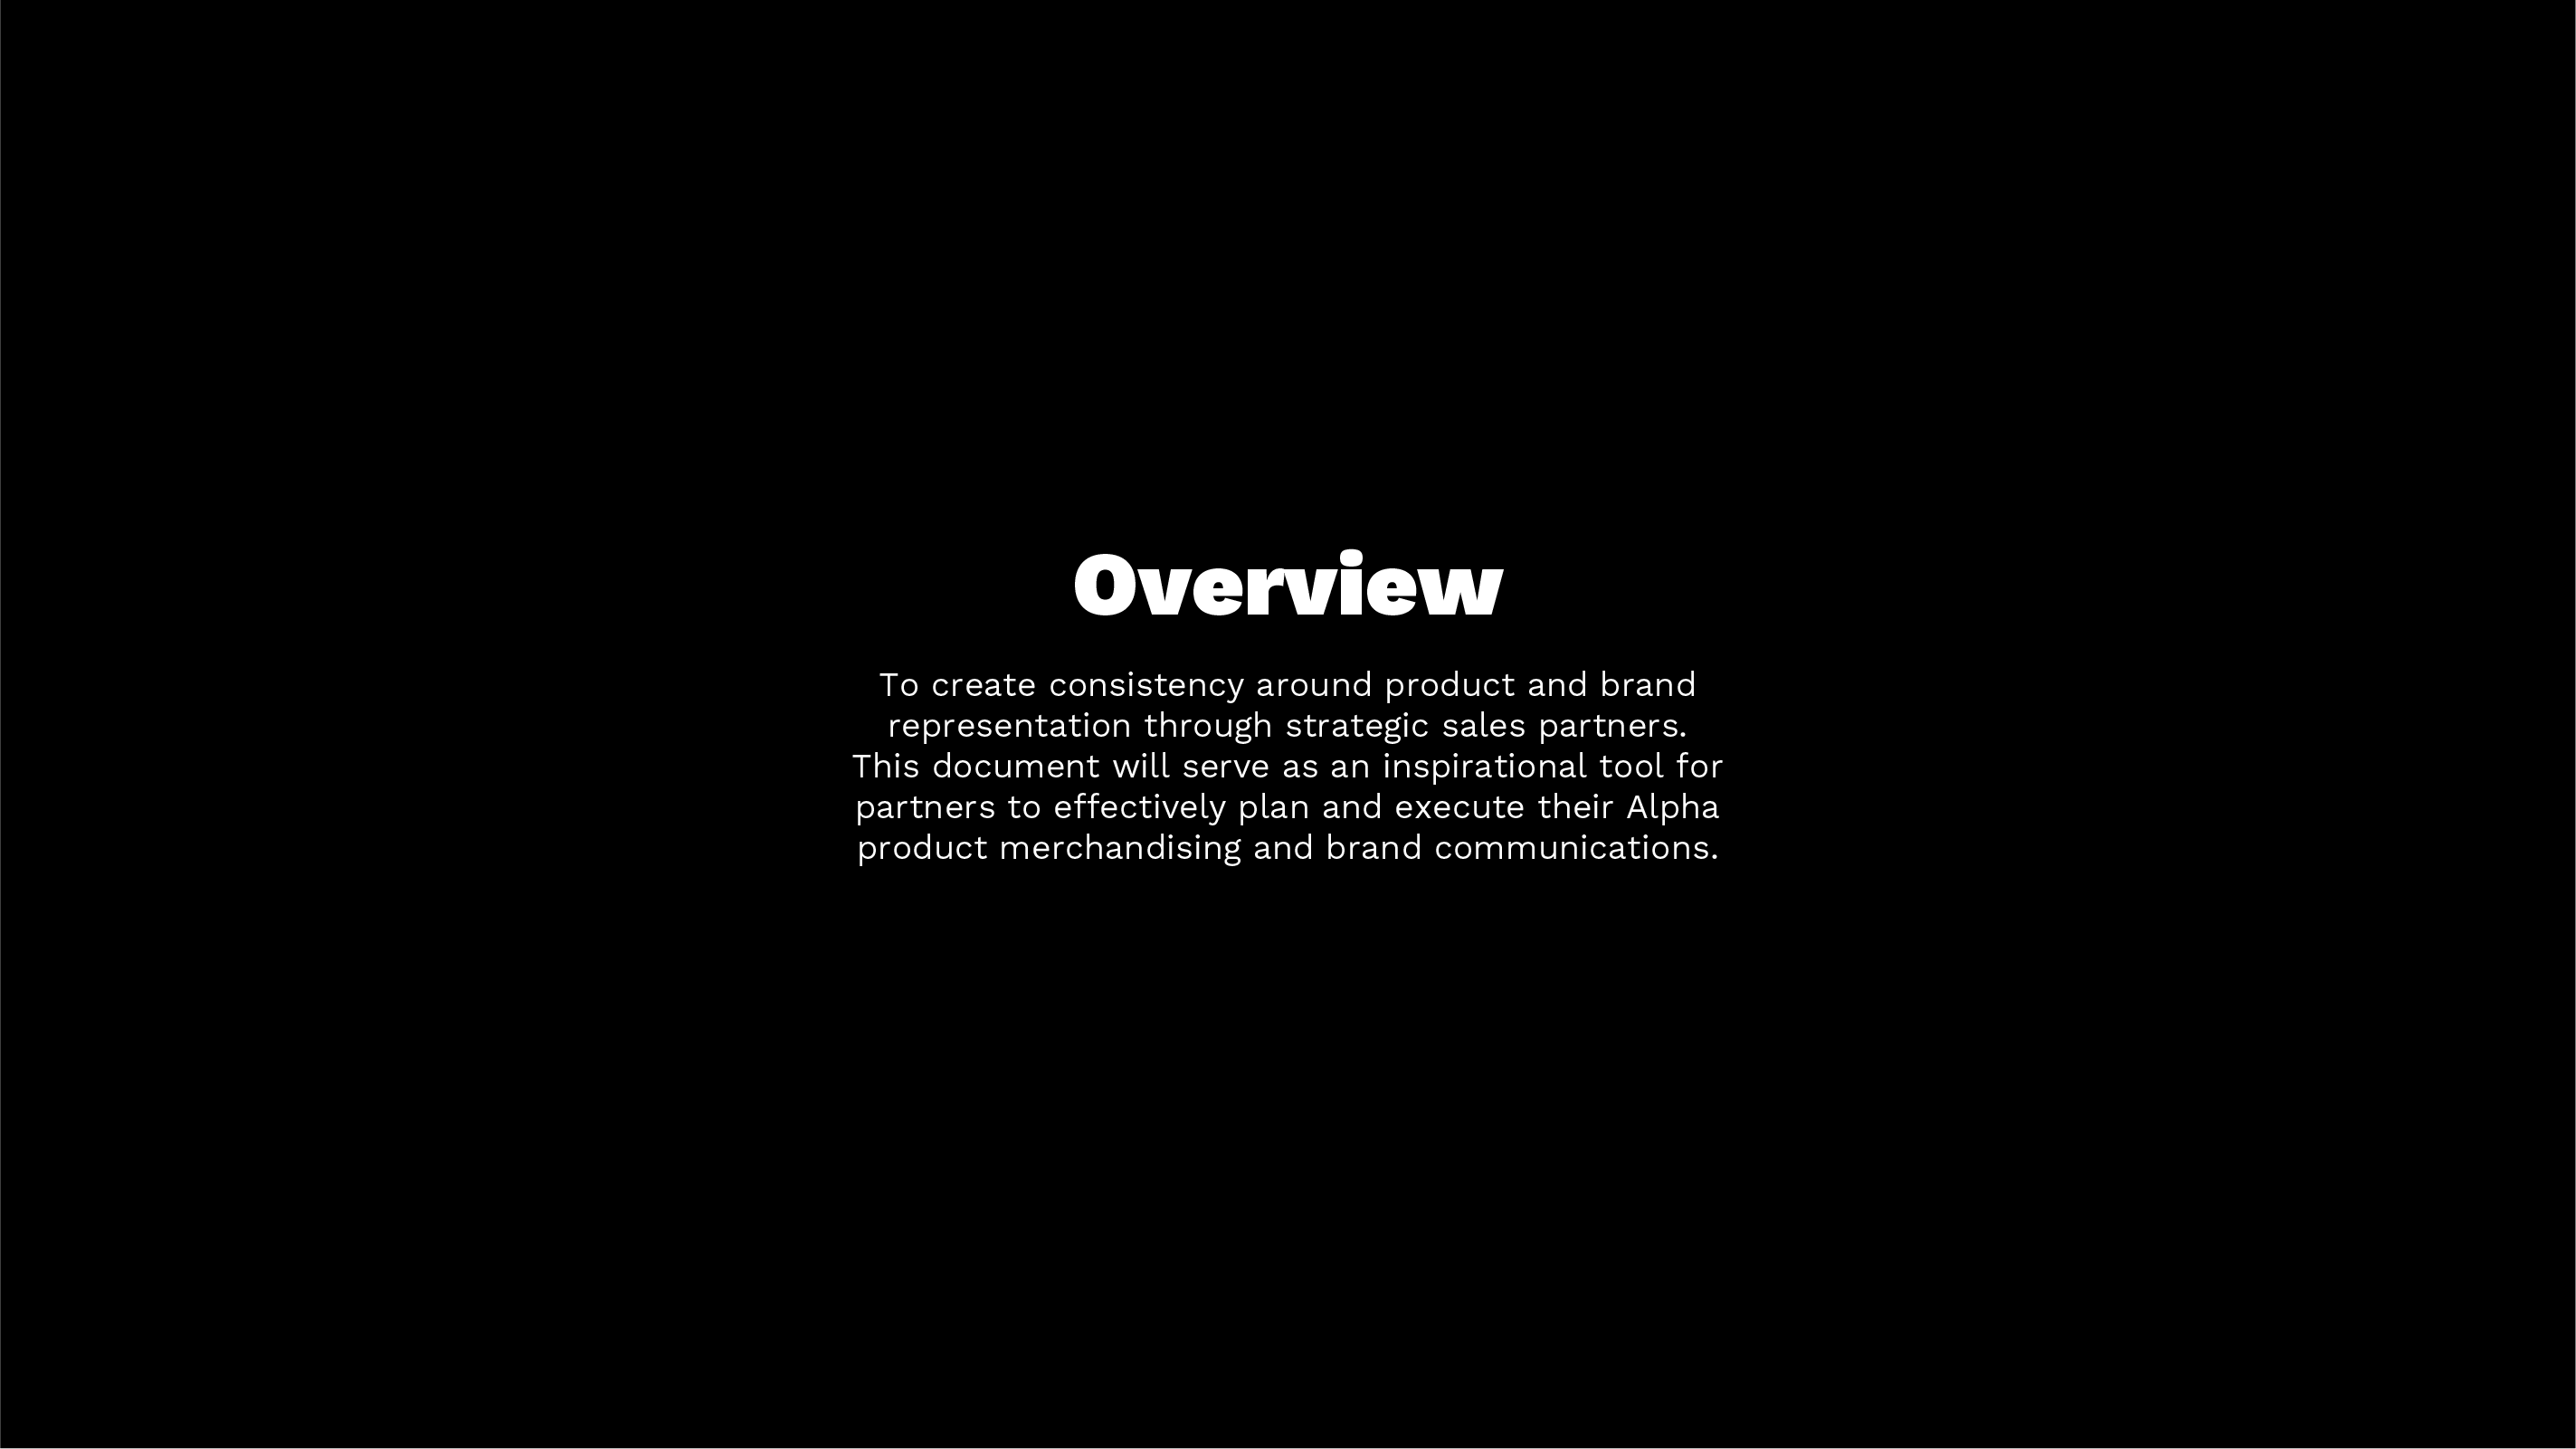 Overview
To create consistency around product and brand
representation through strategic sales partners.
This document will serve as an inspirational tool for
partners to effectively plan and execute their Alpha
product merchandising and brand communications.